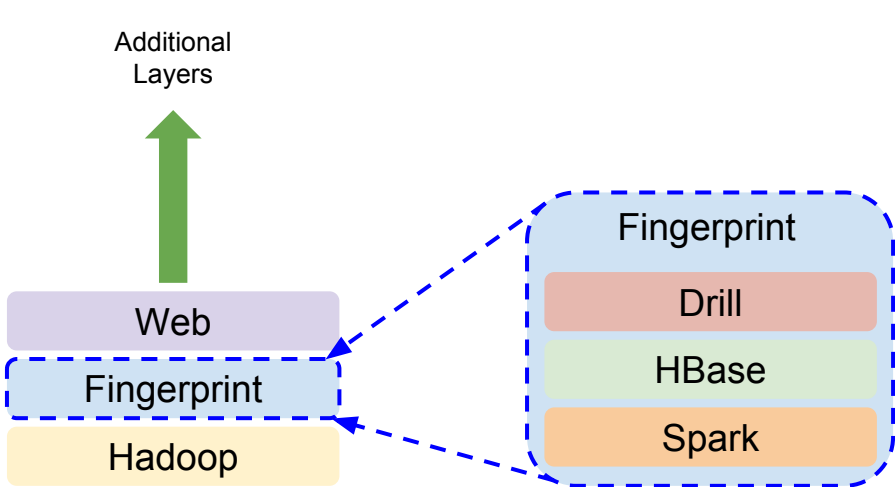 Additional
Layers
Web
Fingerprint
Hadoop
Fingerprint
Drill
HBase
Spark